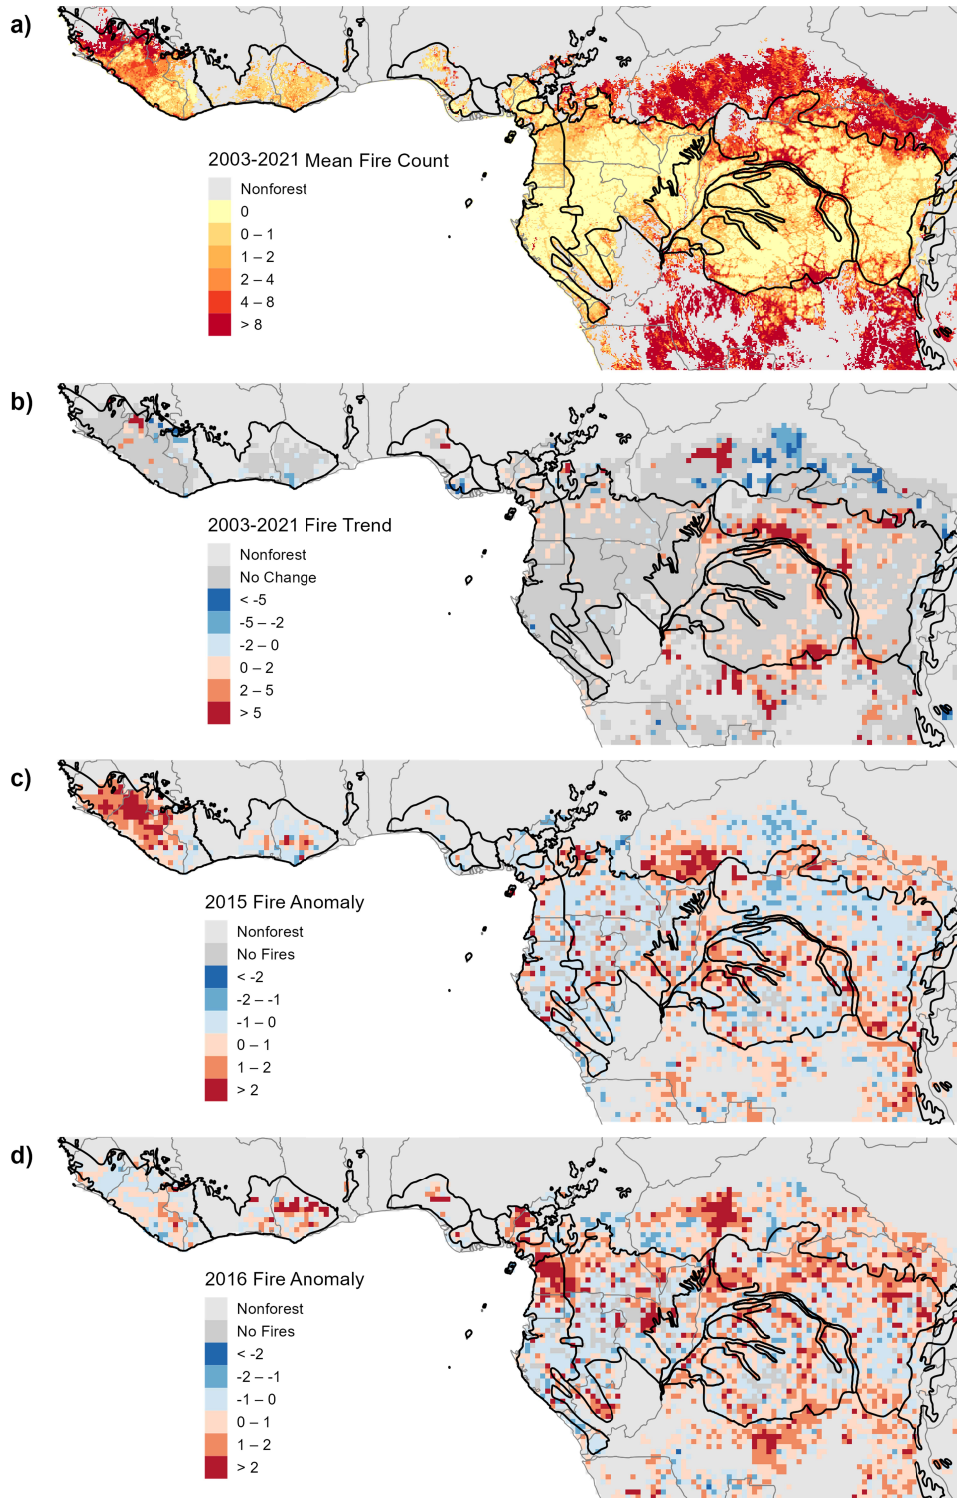 a)
2003-2021 Mean Fire Count
Nonforest
0
0 – 1
1 – 2
2 – 4
4 – 8
> 8
b)
2003-2021 Fire Trend
Nonforest
No Change
< -5
-5 – -2
-2 – 0
0 – 2
2 – 5
> 5
c)
2015 Fire Anomaly
Nonforest
No Fires
< -2
-2 – -1
-1 – 0
0 – 1
1 – 2
> 2
d)
2016 Fire Anomaly
Nonforest
No Fires
< -2
-2 – -1
-1 – 0
0 – 1
1 – 2
> 2